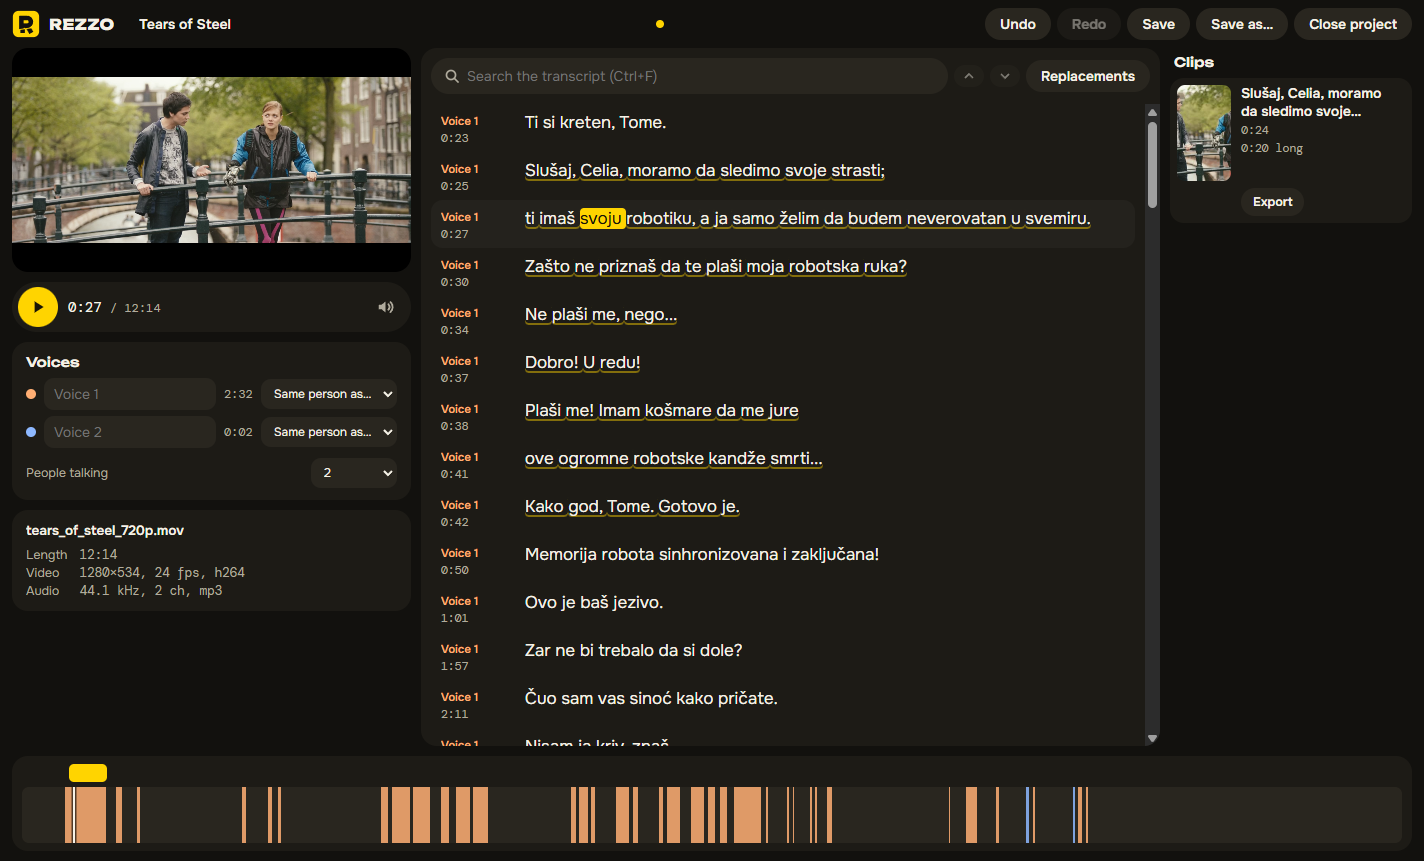 REZZO
Tears of Steel
Undo
Redo
Save
Save as...
Close project
Search the transcript (Ctrl+F)
Replacements
Voice 1
0:23
Ti si kreten, Tome.
Voice 1
0:25
Slušaj, Celia, moramo da sledimo svoje strasti;
Voice 1
0:27
ti imaš svoju robotiku, a ja samo želim da budem neverovatan u svemiru.
Voice 1
0:30
Zašto ne priznaš da te plaši moja robotska ruka?
Voice 1
0:34
Ne plaši me, nego...
Voice 1
0:37
Dobro! U redu!
Voice 1
0:38
Plaši me! Imam košmare da me jure
Voice 1
0:41
ove ogromne robotske kandže smrti...
Voice 1
0:42
Kako god, Tome. Gotovo je.
Voice 1
0:50
Memorija robota sinhronizovana i zaključana!
Voice 1
1:01
Ovo je baš jezivo.
Voice 1
1:57
Zar ne bi trebalo da si dole?
Voice 1
2:11
Čuo sam vas sinoć kako pričate.
Voice 1
Nisam ja kriv, znaš.
0:27 / 12:14
Voices
Voice 1
2:32
Same person as...
Voice 2
0:02
Same person as...
People talking
2
tears_of_steel_720p.mov
Length 12:14
Video 1280×534, 24 fps, h264
Audio 44.1 kHz, 2 ch, mp3
Clips
Slušaj, Celia, moramo
da sledimo svoje...
0:24
0:20 long
Export